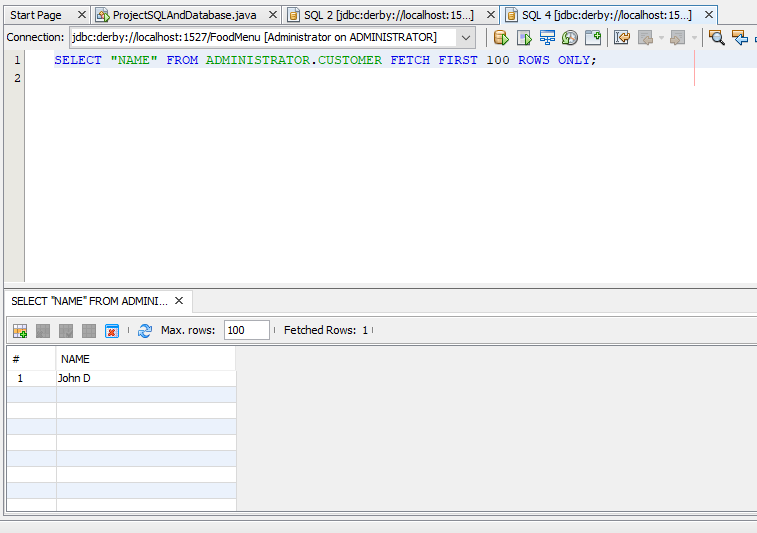 Start Page
ProjectSQLAndDatabase.java
SQL 2 [jdbc:derby://localhost:15...]
SQL 4 [jdbc:derby://localhost:15...]
Connection: jdbc:derby://localhost:1527/FoodMenu [Administrator on ADMINISTRATOR]
1 SELECT "NAME" FROM ADMINISTRATOR.CUSTOMER FETCH FIRST 100 ROWS ONLY;
2
SELECT "NAME" FROM ADMINI...
Max. rows: 100 Fetched Rows: 1
# NAME
1 John D